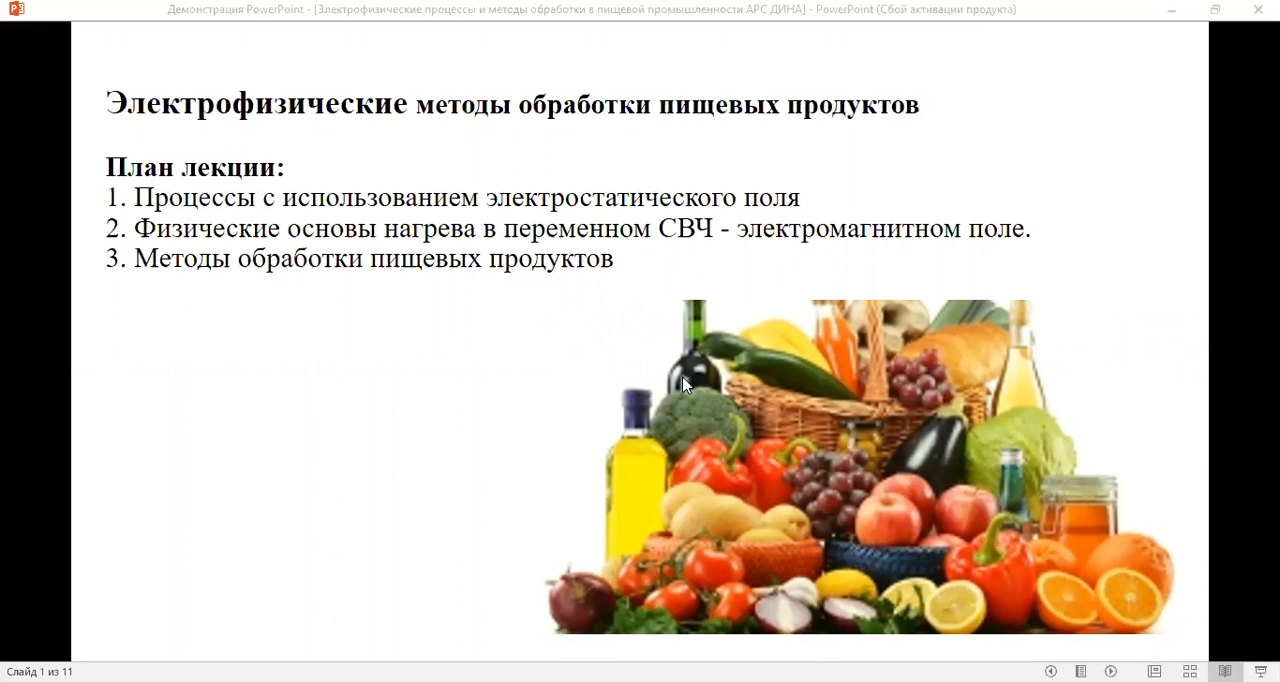 Демонстрация PowerPoint - [Электрофизические процессы и методы обработки в пищевой промышленности АРС ДИНА] - PowerPoint (Сбой активации продукта)
Электрофизические методы обработки пищевых продуктов
План лекции:
1. Процессы с использованием электростатического поля
2. Физические основы нагрева в переменном СВЧ - электромагнитном поле.
3. Методы обработки пищевых продуктов
Слайд 1 из 11